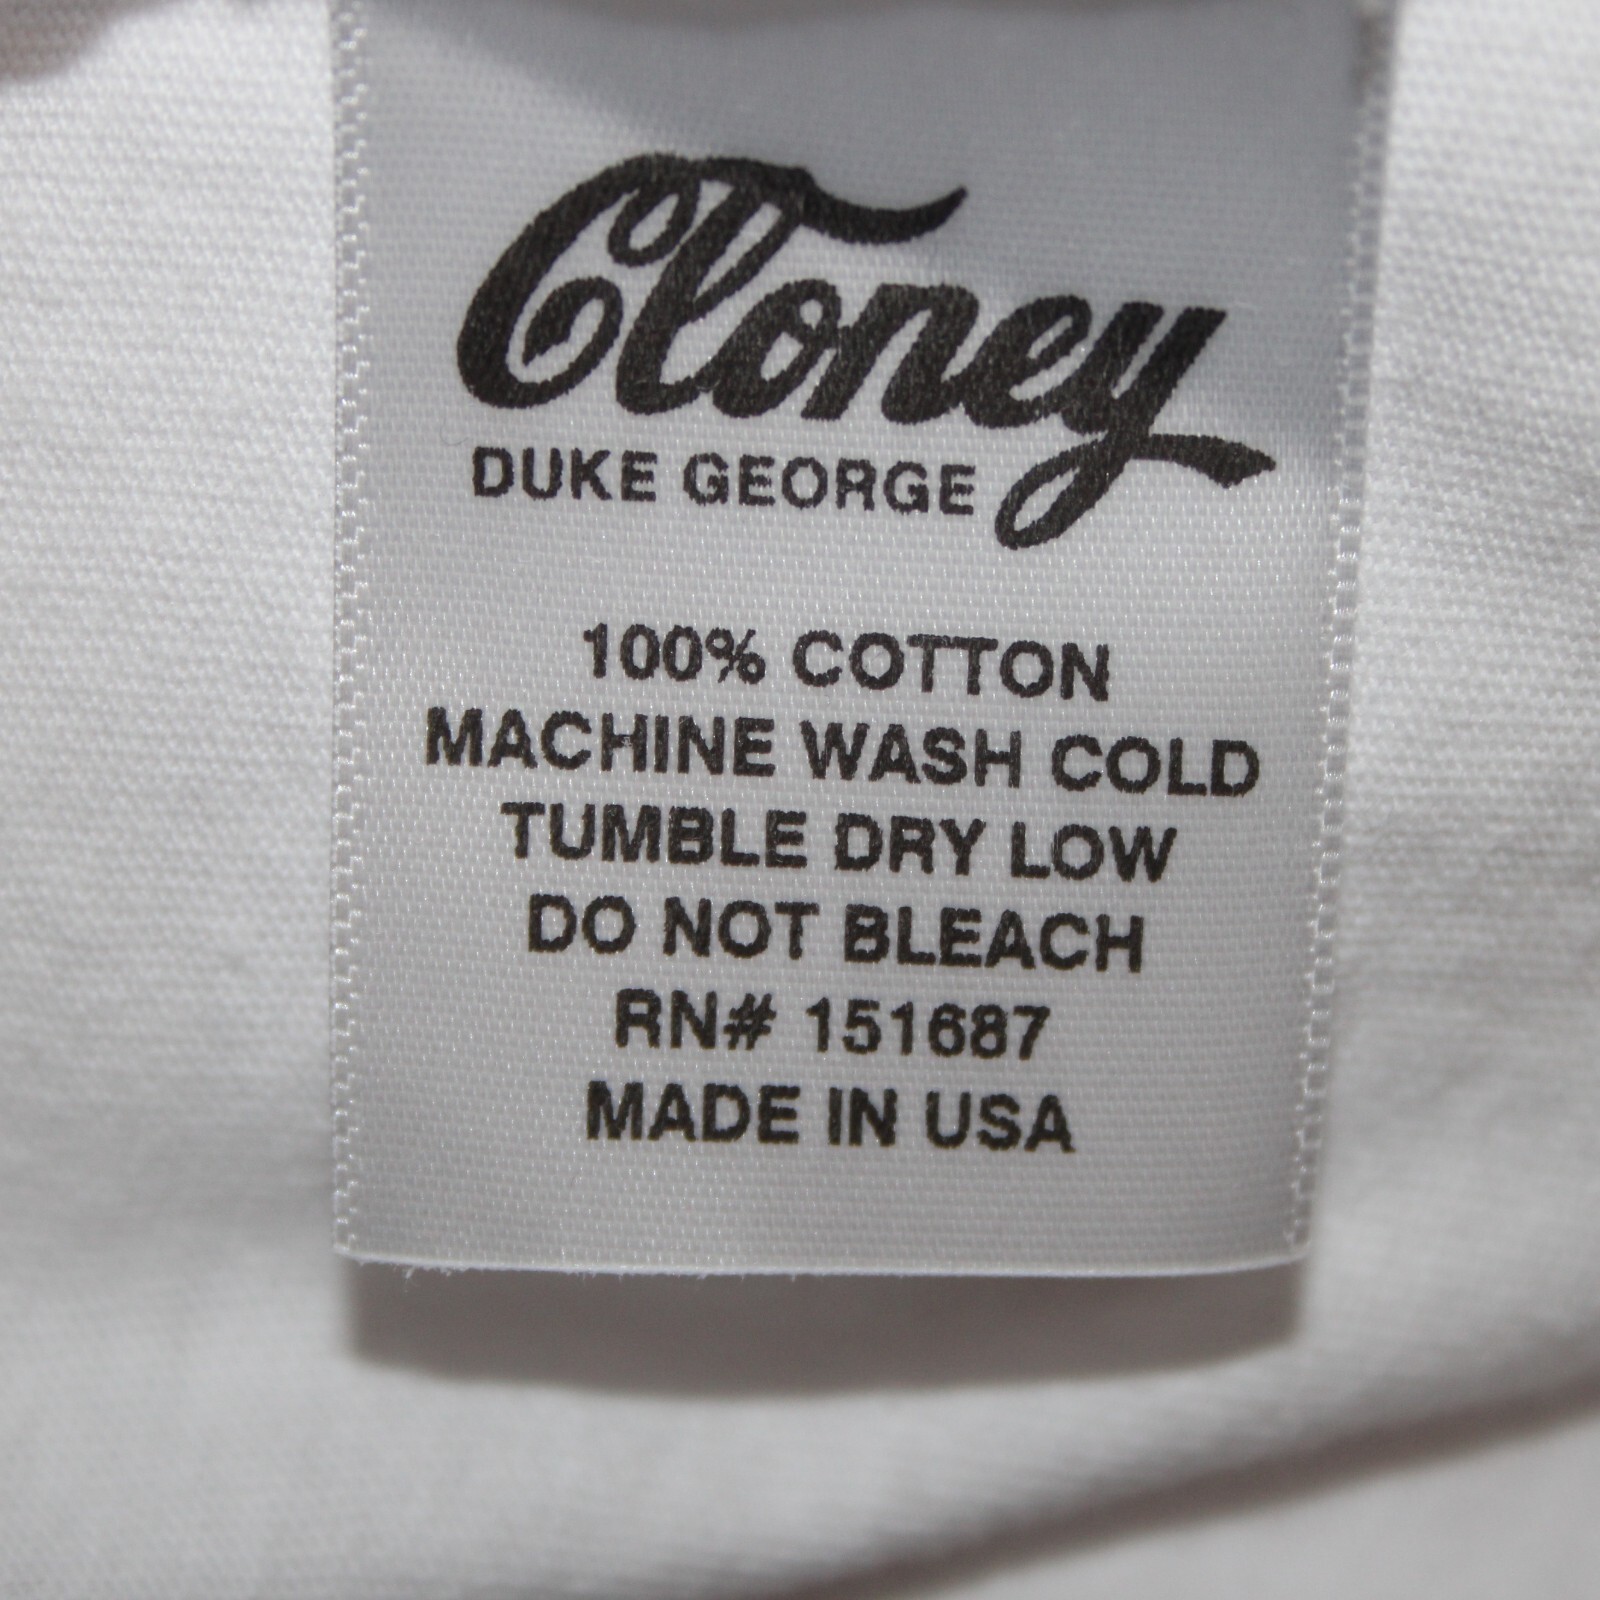 Cloney
DUKE GEORGE
100% COTTON
MACHINE WASH COLD
TUMBLE DRY LOW
DO NOT BLEACH
RN# 151687
MADE IN USA